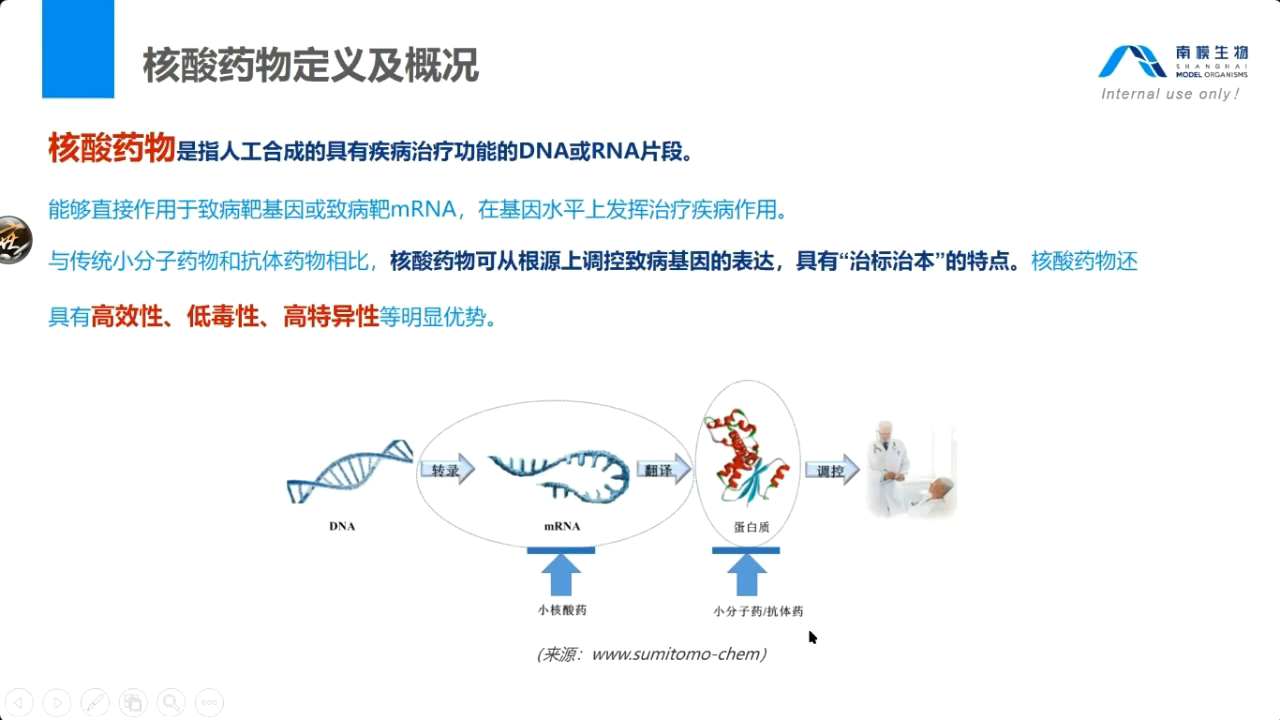 核酸药物定义及概况
南模生物
SHANGHAI
MODEL ORGANISMS
Internal use only!
核酸药物是指人工合成的具有疾病治疗功能的DNA或RNA片段。
能够直接作用于致病靶基因或致病靶mRNA，在基因水平上发挥治疗疾病作用。
与传统小分子药物和抗体药物相比，核酸药物可从根源上调控致病基因的表达，具有“治标治本”的特点。核酸药物还
具有高效性、低毒性、高特异性等明显优势。
转录
翻译
调控
DNA
mRNA
蛋白质
小核酸药
小分子药/抗体药
（来源：www.sumitomo-chem）